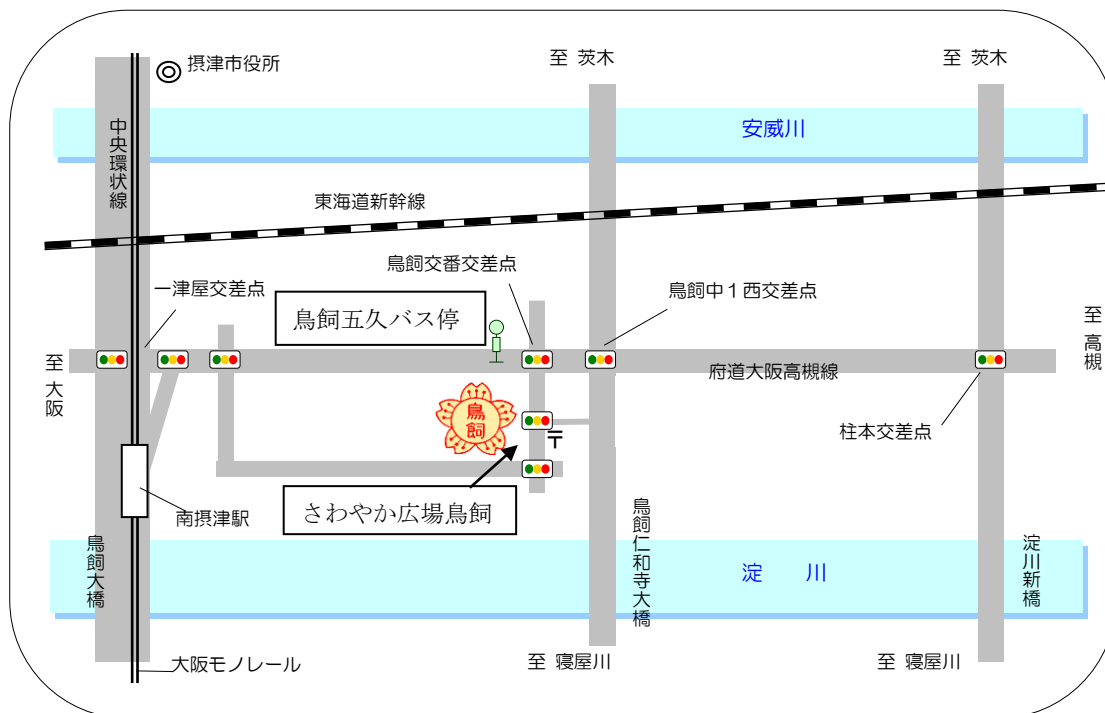 摂津市役所
至 茨木
至 茨木
安威川
中央環状線
東海道新幹線
鳥飼交番交差点
一津屋交差点
鳥飼中1西交差点
鳥飼五久バス停
至 大阪
至 高槻
府道大阪高槻線
鳥飼
〒
柱本交差点
さわやか広場鳥飼
南摂津駅
鳥飼大橋
鳥飼仁和寺大橋
淀川
淀川新橋
大阪モノレール
至 寝屋川
至 寝屋川